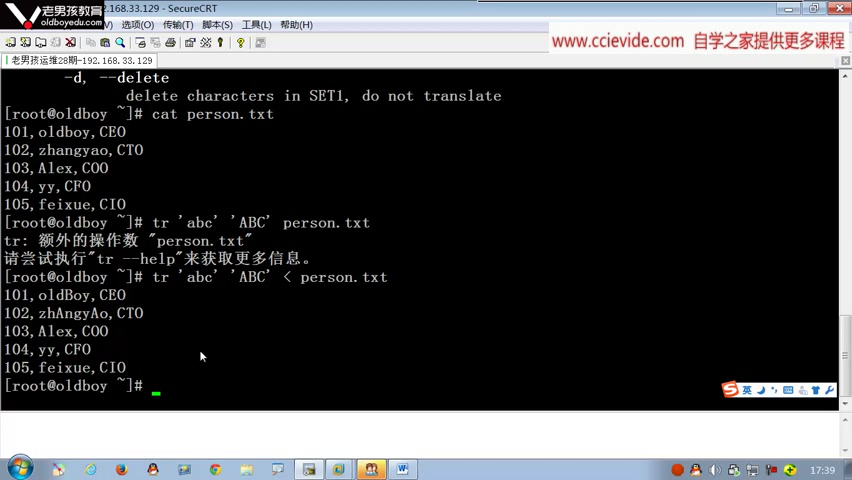 老男孩教育
oldboyedu.com
.168.33.129 - SecureCRT
选项(O) 传输(T) 脚本(S) 工具(L) 帮助(H)
www.ccievide.com 自学之家提供更多课程
老男孩运维28期-192.168.33.129
-d, --delete
delete characters in SET1, do not translate
[root@oldboy ~]# cat person.txt
101,oldboy,CEO
102,zhangyao,CTO
103,Alex,COO
104,yy,CFO
105,feixue,CIO
[root@oldboy ~]# tr 'abc' 'ABC' person.txt
tr: 额外的操作数 "person.txt"
请尝试执行"tr --help"来获取更多信息。
[root@oldboy ~]# tr 'abc' 'ABC' < person.txt
101,oldBoy,CEO
102,zhAngyAo,CTO
103,Alex,COO
104,yy,CFO
105,feixue,CIO
[root@oldboy ~]#
英
17:39